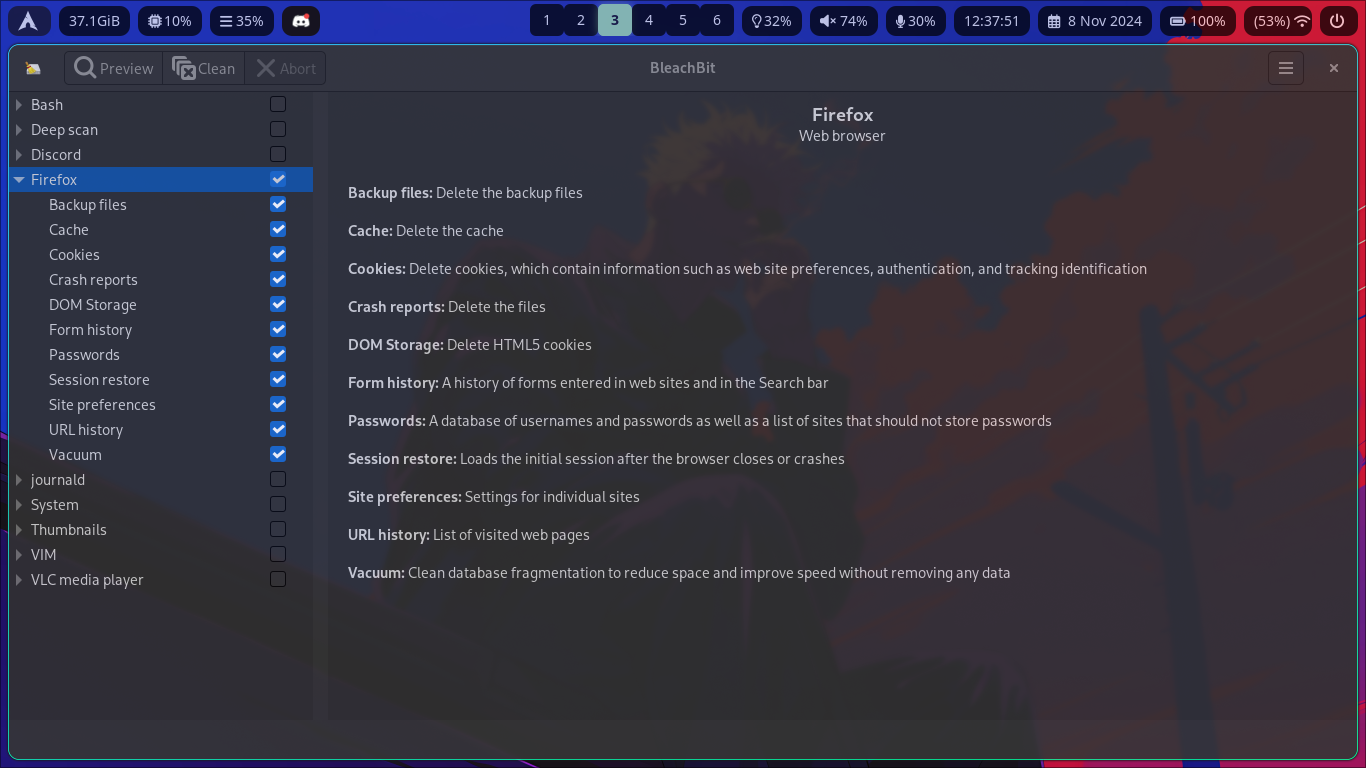 37.1GiB 10% 35% 1 2 3 4 5 6 32% 74% 30% 12:37:51 8 Nov 2024 100% (53%)
Preview Clean Abort BleachBit
Bash
Deep scan
Discord
Firefox
Backup files
Cache
Cookies
Crash reports
DOM Storage
Form history
Passwords
Session restore
Site preferences
URL history
Vacuum
journald
System
Thumbnails
VIM
VLC media player
Firefox
Web browser
Backup files: Delete the backup files
Cache: Delete the cache
Cookies: Delete cookies, which contain information such as web site preferences, authentication, and tracking identification
Crash reports: Delete the files
DOM Storage: Delete HTML5 cookies
Form history: A history of forms entered in web sites and in the Search bar
Passwords: A database of usernames and passwords as well as a list of sites that should not store passwords
Session restore: Loads the initial session after the browser closes or crashes
Site preferences: Settings for individual sites
URL history: List of visited web pages
Vacuum: Clean database fragmentation to reduce space and improve speed without removing any data